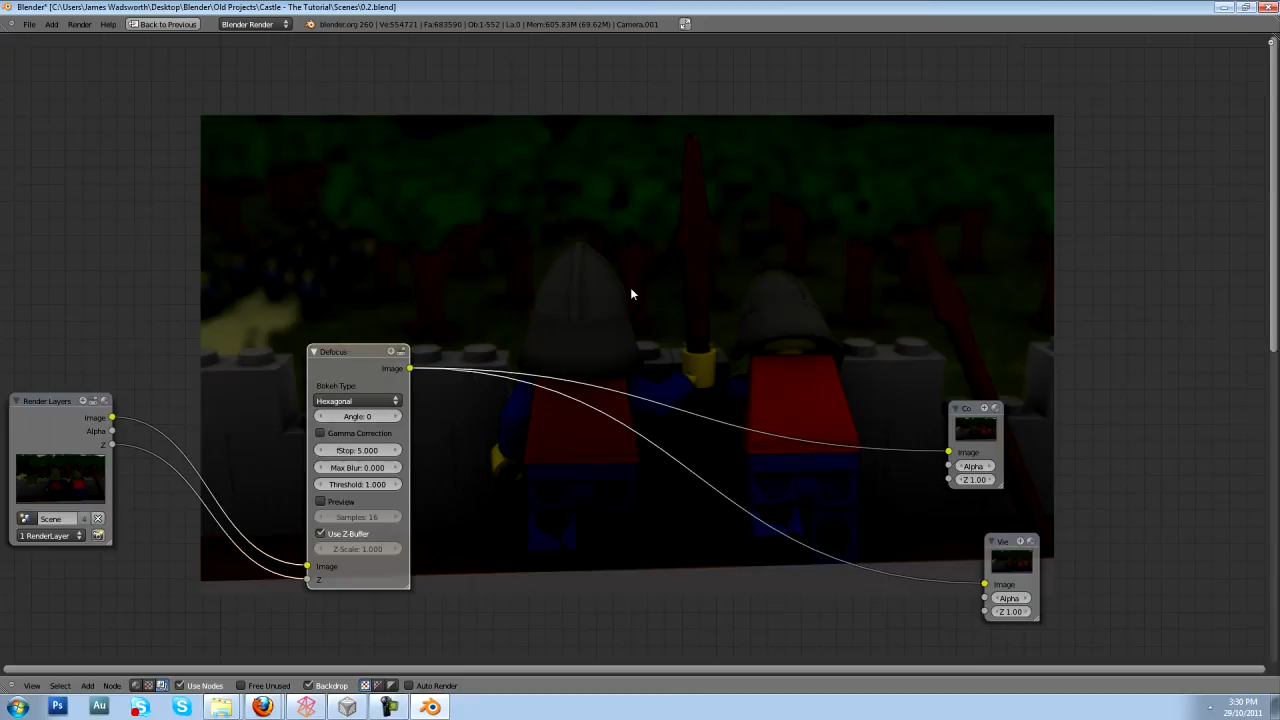 Blender* [C:\Users\James Wadsworth\Desktop\Blender\Old Projects\Castle - The Tutorial\Scenes\0.2.blend]
File Add Render Help Back to Previous Blender Render blender.org 260 | Ve:554721 | Fa:683590 | Ob:1-552 | La:0 | Mem:605.83M (69.62M) | Camera.001
Defocus
Image
Bokeh Type:
Hexagonal
Angle: 0
Gamma Correction
fStop: 5.000
Max Blur: 0.000
Threshold: 1.000
Preview
Samples: 16
Use Z-Buffer
Z-Scale: 1.000
Image
Z
Render Layers
Image
Alpha
Z
Scene 4
1 RenderLayer
Co
Image
Alpha
Z 1.00
Vie
Image
Alpha
Z 1.00
View Select Add Node Use Nodes Free Unused Backdrop Auto Render
Ps Au
3:30 PM
29/10/2011